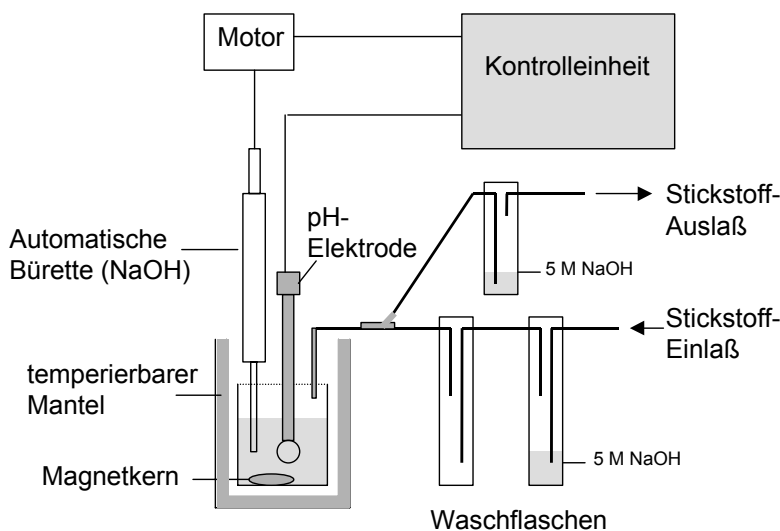 Motor
Kontrolleinheit
pH-
Elektrode
Automatische
Bürette (NaOH)
Stickstoff-
Auslaß
5 M NaOH
Stickstoff-
Einlaß
temperierbarer
Mantel
5 M NaOH
Magnetkern
Waschflaschen